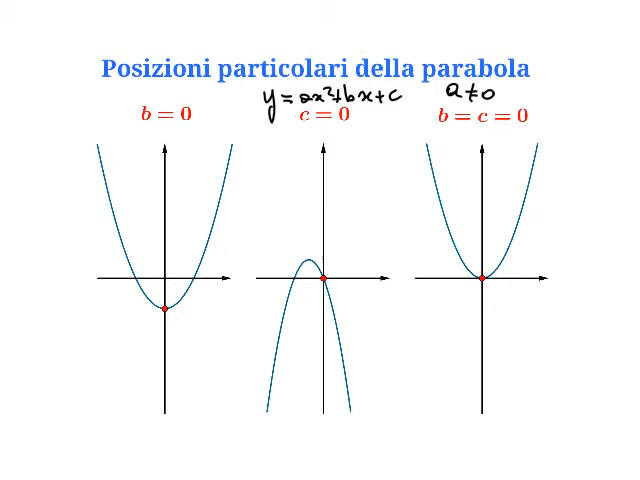 Posizioni particolari della parabola
y = ax²+bx+c a≠0
b = 0 c = 0 b = c = 0